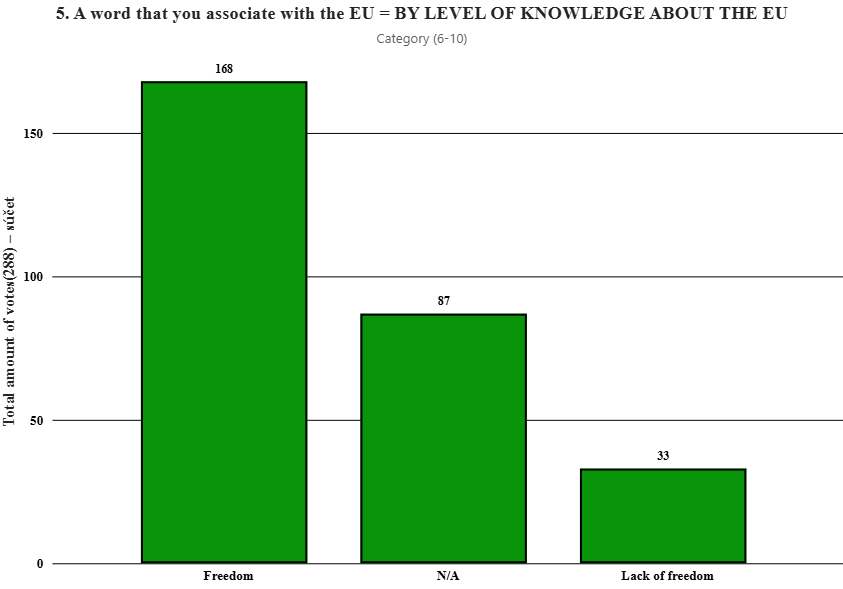 5. A word that you associate with the EU = BY LEVEL OF KNOWLEDGE ABOUT THE EU
Category (6-10)
Total amount of votes(288) – súčet
168
150
100
87
50
33
0
Freedom
N/A
Lack of freedom